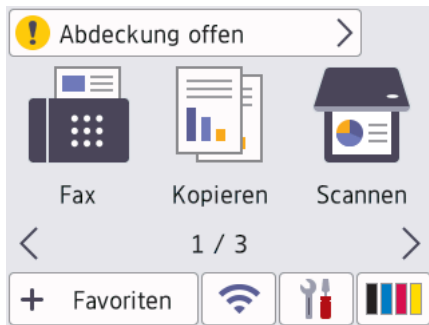 Abdeckung offen
Fax Kopieren Scannen
1 / 3
+ Favoriten